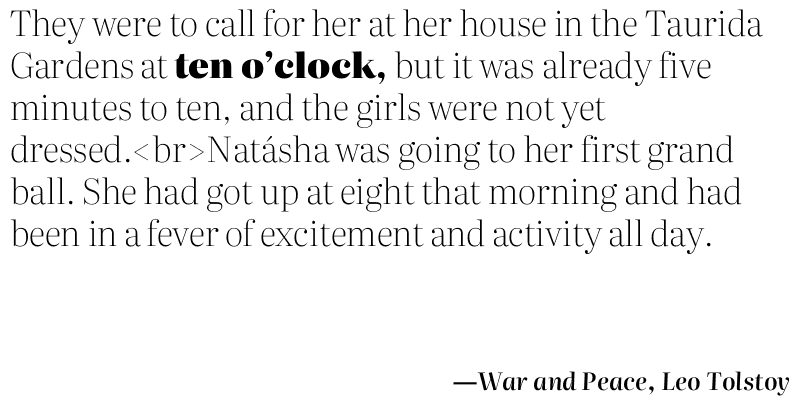 They were to call for her at her house in the Taurida
Gardens at ten o’clock, but it was already five
minutes to ten, and the girls were not yet
dressed.<br>Natásha was going to her first grand
ball. She had got up at eight that morning and had
been in a fever of excitement and activity all day.
—War and Peace, Leo Tolstoy